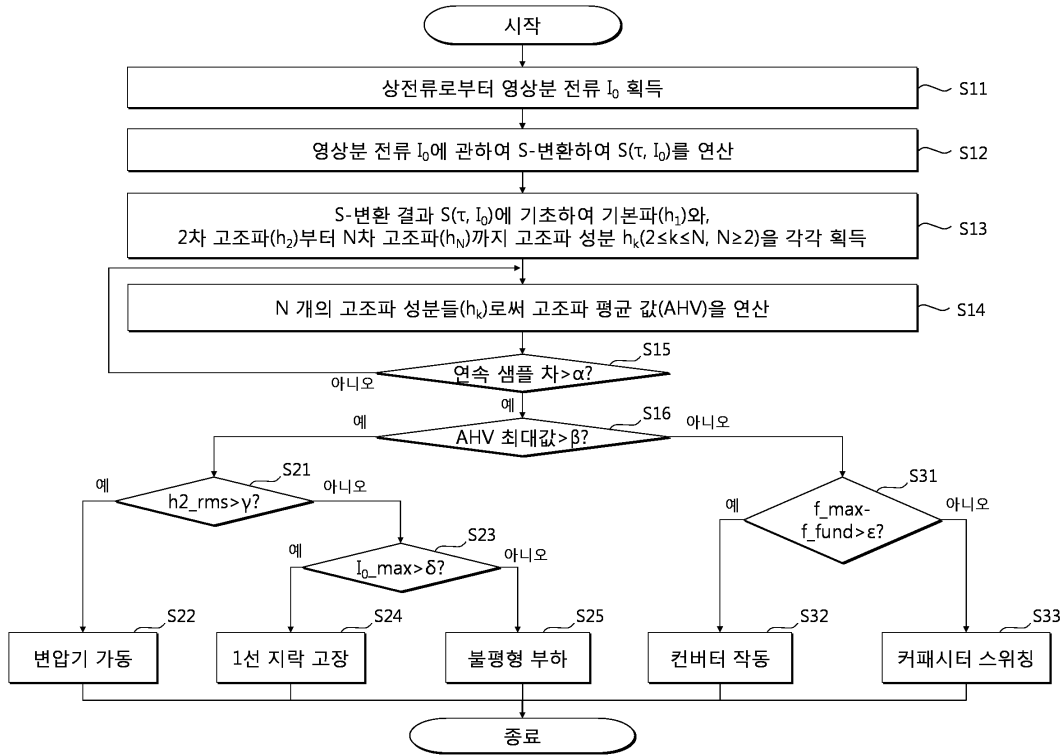 시작
상전류로부터 영상분 전류 I₀ 획득
S11
영상분 전류 I₀에 관하여 S-변환하여 S(τ, I₀)를 연산
S12
S-변환 결과 S(τ, I₀)에 기초하여 기본파(h₁)와,
2차 고조파(h₂)부터 N차 고조파(h_N)까지 고조파 성분 h_k(2≤k≤N, N≥2)을 각각 획득
S13
N 개의 고조파 성분들(h_k)로써 고조파 평균 값(AHV)을 연산
S14
S15
연속 샘플 차>α?
아니오
예
S16
예
AHV 최대값>β?
아니오
S21
예
h2_rms>γ?
아니오
S31
예
f_max-
f_fund>ε?
아니오
S23
예
I₀_max>δ?
아니오
S22
변압기 가동
S24
1선 지락 고장
S25
불평형 부하
S32
컨버터 작동
S33
커패시터 스위칭
종료